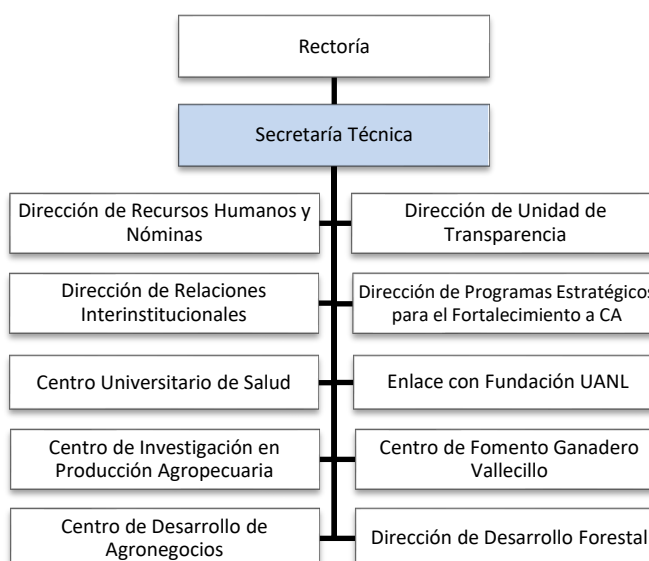 Rectoría
Secretaría Técnica
Dirección de Recursos Humanos y
Nóminas
Dirección de Unidad de
Transparencia
Dirección de Relaciones
Interinstitucionales
Dirección de Programas Estratégicos
para el Fortalecimiento a CA
Centro Universitario de Salud
Enlace con Fundación UANL
Centro de Investigación en
Producción Agropecuaria
Centro de Fomento Ganadero
Vallecillo
Centro de Desarrollo de
Agronegocios
Dirección de Desarrollo Forestal